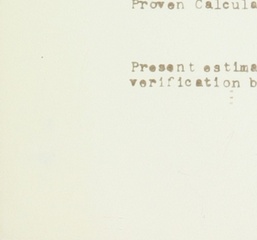 Proven Calcula
Present estima
verification b